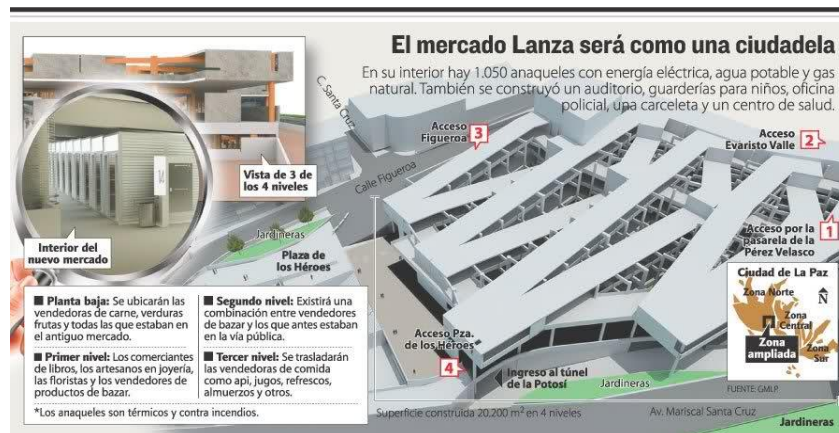 El mercado Lanza será como una ciudadela
En su interior hay 1.050 anaqueles con energía eléctrica, agua potable y gas
natural. También se construyó un auditorio, guarderías para niños, oficina
policial, una carceleta y un centro de salud.
C. Santa Cruz
Acceso
Figueroa
3
Acceso
Evaristo Valle
2
Calle Figueroa
Vista de 3 de
los 4 niveles
Interior del
nuevo mercado
Jardineras
Plaza de
los Héroes
1
Acceso por la
pasarela de la
Pérez Velasco
Ciudad de La Paz
Zona Norte
N
Zona
Central
Zona
ampliada
Zona
Sur
FUENTE: GMLP
Planta baja: Se ubicarán las
vendedoras de carne, verduras
frutas y todas las que estaban en
el antiguo mercado.
Primer nivel: Los comerciantes
de libros, los artesanos en joyería,
las floristas y los vendedores de
productos de bazar.
Segundo nivel: Existirá una
combinación entre vendedores
de bazar y los que antes estaban
en la vía pública.
Tercer nivel: Se trasladarán
las vendedoras de comida
como api, jugos, refrescos,
almuerzos y otros.
*Los anaqueles son térmicos y contra incendios.
Acceso Pza.
de los Héroes
4
Ingreso al túnel
de la Potosí
Jardineras
Superficie construida 20.200 m² en 4 niveles
Av. Mariscal Santa Cruz
Jardineras